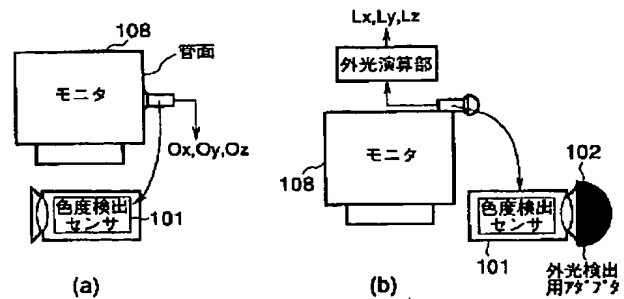 108
管面
モニタ
Ox,Oy,Oz
色度検出
センサ
101
(a)
Lx,Ly,Lz
外光演算部
モニタ
108
102
色度検出
センサ
101
外光検出
用アダプタ
(b)